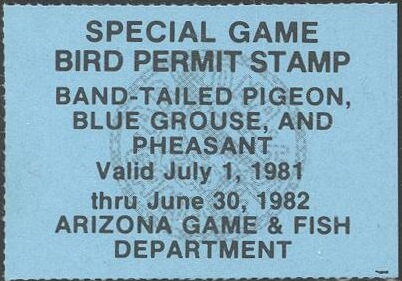 SPECIAL GAME
BIRD PERMIT STAMP
BAND-TAILED PIGEON,
BLUE GROUSE, AND
PHEASANT
Valid July 1, 1981
thru June 30, 1982
ARIZONA GAME & FISH
DEPARTMENT